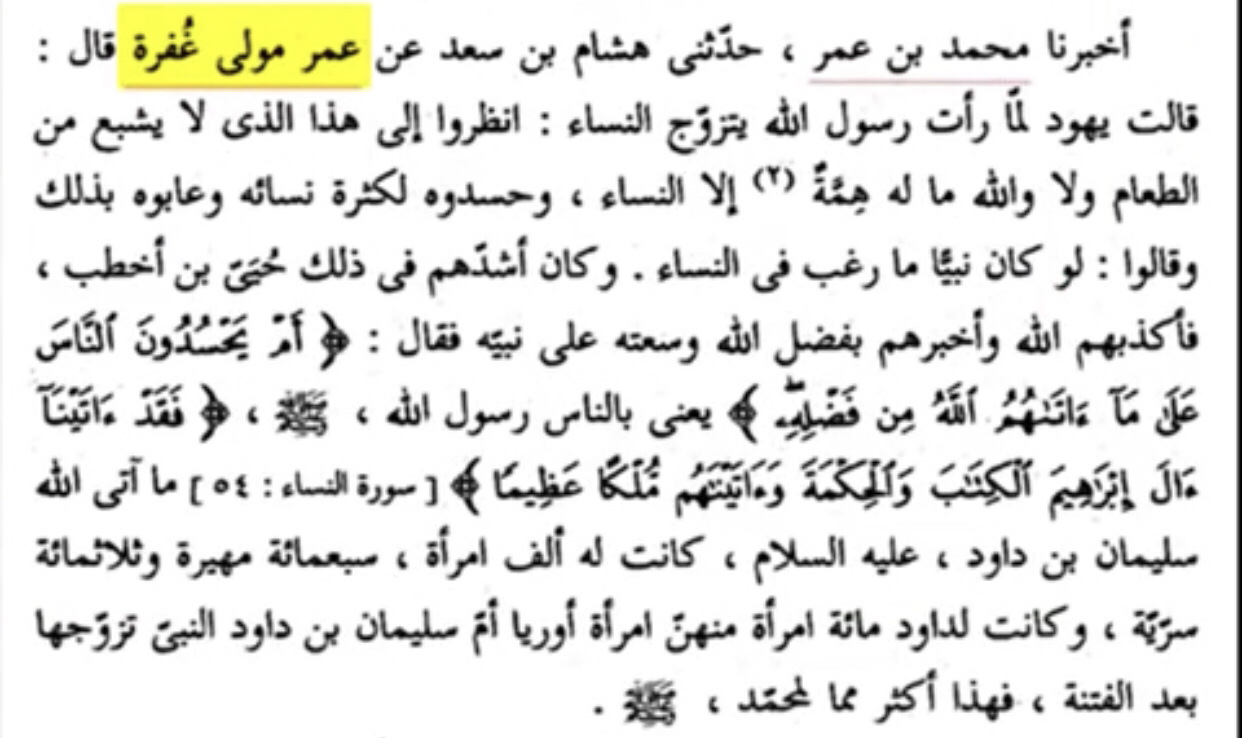 أخبرنا محمد بن عمر ، حدّثنى هشام بن سعد عن عمر مولى غُفرة قال :
قالت يهود لمّا رأت رسول الله يتزوّج النساء : انظروا إلى هذا الذى لا يشبع من
الطعام ولا والله ما له هِمَّةٌ (٢) إلا النساء ، وحسدوه لكثرة نسائه وعابوه بذلك
وقالوا : لو كان نبيًّا ما رغب فى النساء . وكان أشدّهم فى ذلك حُيَىّ بن أخطب ،
فأكذبهم الله وأخبرهم بفضل الله وسعته على نبيّه فقال : ﴿ أَمْ يَحْسُدُونَ ٱلنَّاسَ
عَلَىٰ مَآ ءَاتَىٰهُمُ ٱللَّهُ مِن فَضْلِهِۦۖ ﴾ يعنى بالناس رسول الله ، ﷺ ، ﴿ فَقَدْ ءَاتَيْنَآ
ءَالَ إِبْرَٰهِيمَ ٱلْكِتَٰبَ وَٱلْحِكْمَةَ وَءَاتَيْنَٰهُم مُّلْكًا عَظِيمًا ﴾ [ سورة النساء : ٥٤ ] ما آتى الله
سليمان بن داود ، عليه السلام ، كانت له ألف امرأة ، سبعمائة مهيرة وثلاثمائة
سرّيّة ، وكانت لداود مائة امرأة منهنّ امرأة أوريا أمّ سليمان بن داود النبىّ تزوّجها
بعد الفتنة ، فهذا أكثر مما لمحمّد ، ﷺ .